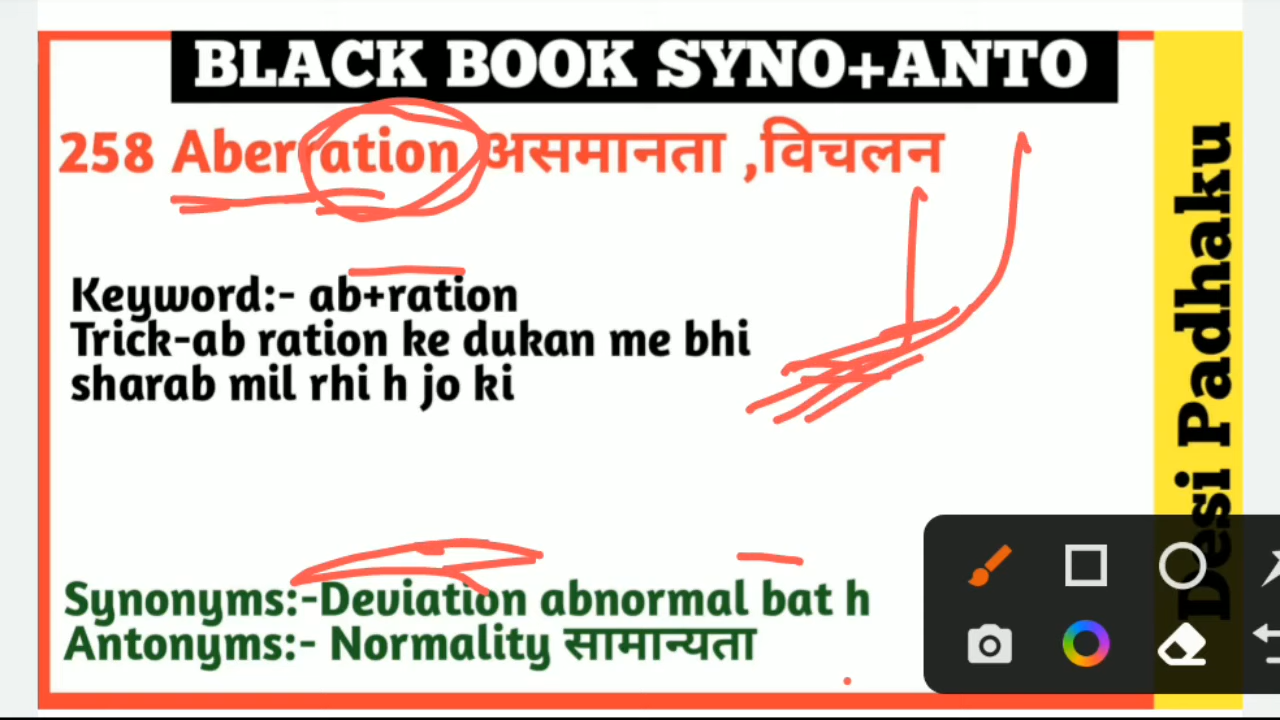 BLACK BOOK SYNO+ANTO
258 Aberration असमानता ,विचलन
Keyword:- ab+ration
Trick-ab ration ke dukan me bhi
sharab mil rhi h jo ki
Synonyms:-Deviation abnormal bat h
Antonyms:- Normality सामान्यता
Desi Padhaku